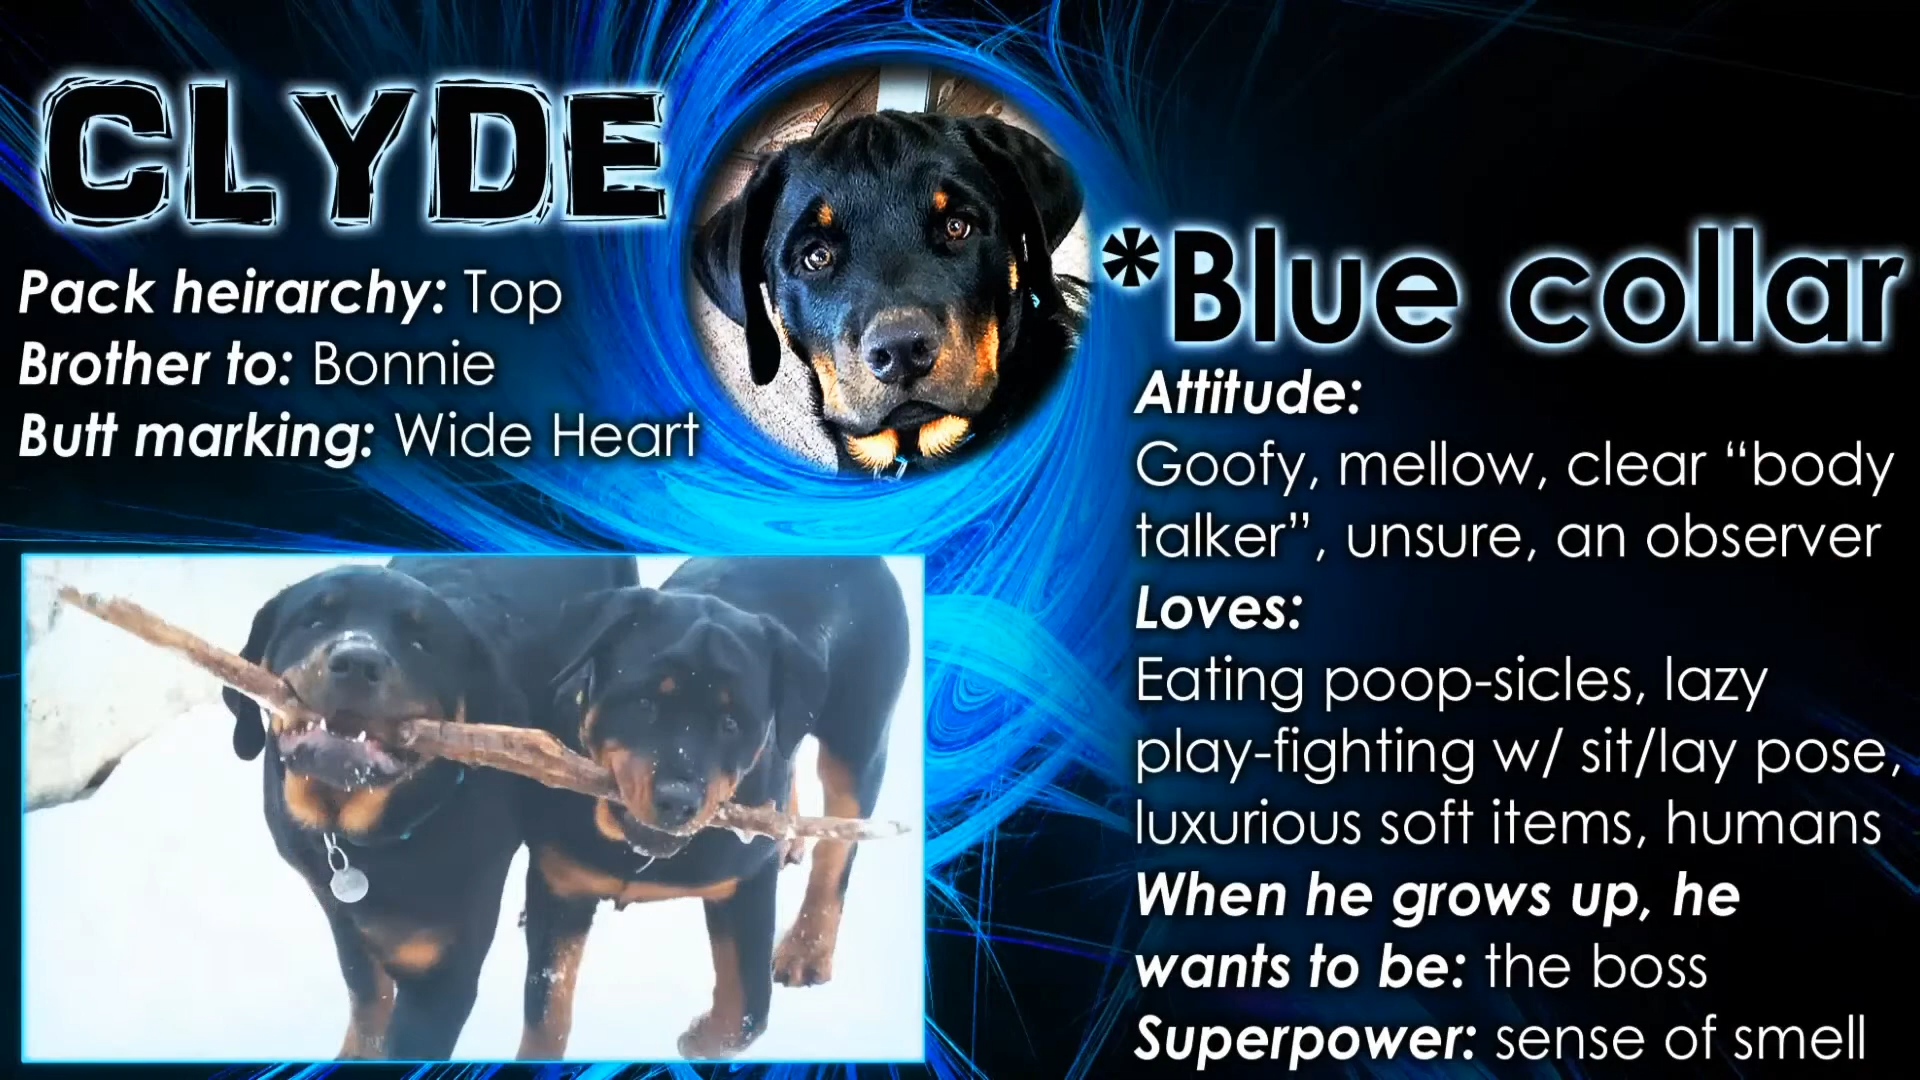 CLYDE
Pack heirarchy: Top
Brother to: Bonnie
Butt marking: Wide Heart
*Blue collar
Attitude:
Goofy, mellow, clear “body
talker”, unsure, an observer
Loves:
Eating poop-sicles, lazy
play-fighting w/ sit/lay pose,
luxurious soft items, humans
When he grows up, he
wants to be: the boss
Superpower: sense of smell